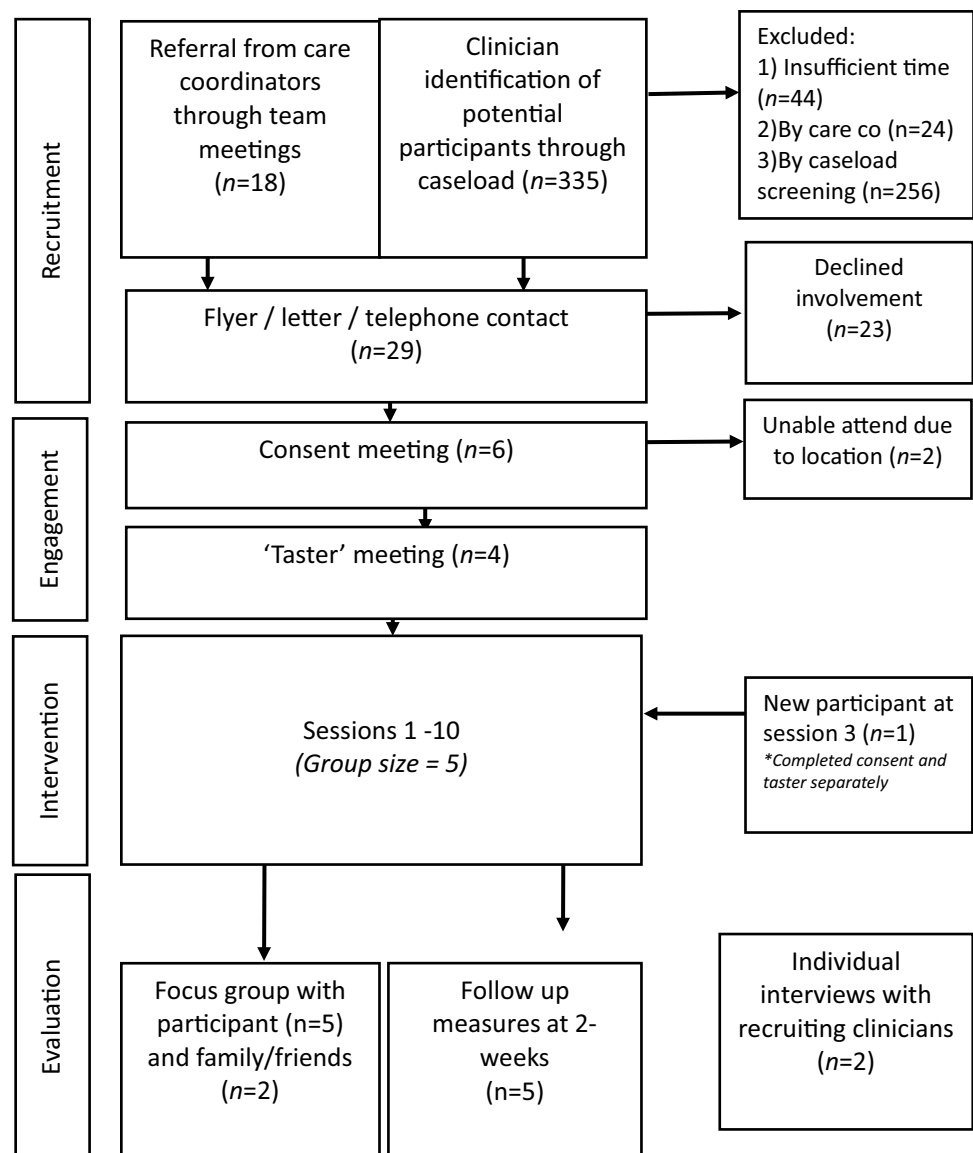 Recruitment
Referral from care
coordinators
through team
meetings
(n=18)
Clinician
identification of
potential
participants through
caseload (n=335)
Excluded:
1) Insufficient time
(n=44)
2)By care co (n=24)
3)By caseload
screening (n=256)
Flyer / letter / telephone contact
(n=29)
Declined
involvement
(n=23)
Engagement
Consent meeting (n=6)
Unable attend due
to location (n=2)
‘Taster’ meeting (n=4)
Intervention
Sessions 1 -10
(Group size = 5)
New participant at
session 3 (n=1)
*Completed consent and
taster separately
Evaluation
Focus group with
participant (n=5)
and family/friends
(n=2)
Follow up
measures at 2-
weeks
(n=5)
Individual
interviews with
recruiting clinicians
(n=2)